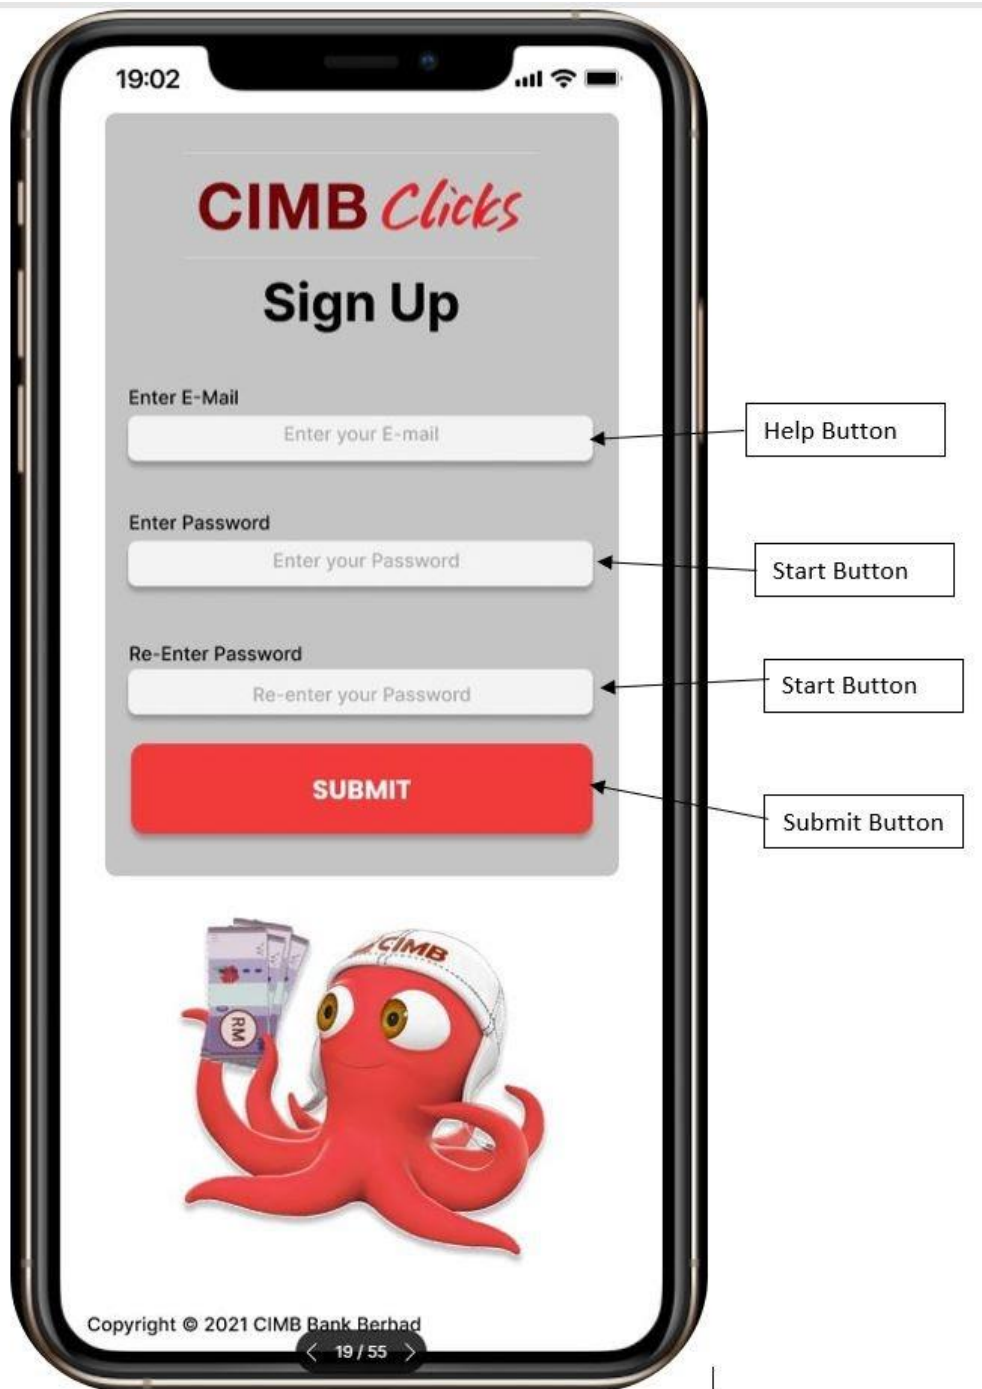 19:02
CIMB Clicks
Sign Up
Enter E-Mail
Enter your E-mail
Help Button
Enter Password
Enter your Password
Start Button
Re-Enter Password
Re-enter your Password
Start Button
SUBMIT
Submit Button
CIMB
RM
Copyright © 2021 CIMB Bank Berhad
19 / 55